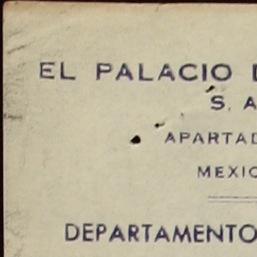 EL PALACIO D
S. A
APARTAD
MEXIC
DEPARTAMENTO